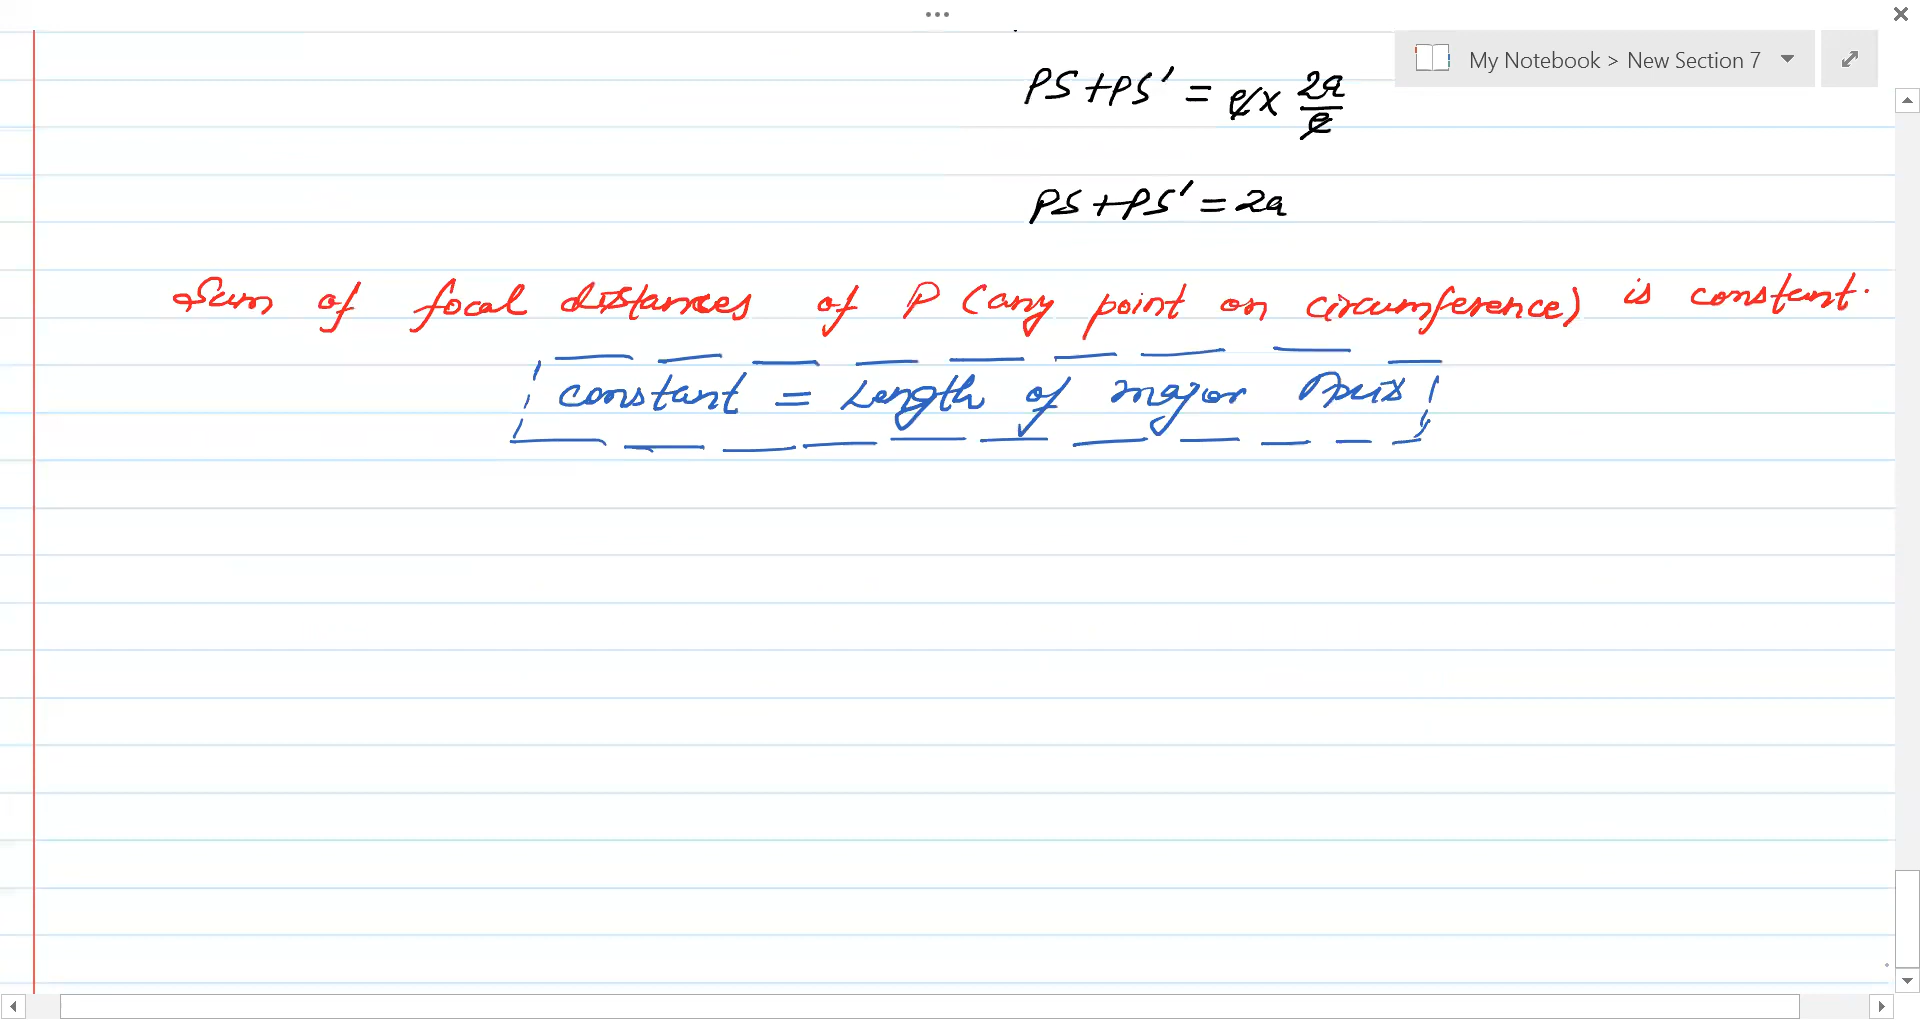 My Notebook > New Section 7
PS + PS' = e × 2a/e
PS + PS' = 2a
Sum of focal distances of P (any point on circumference) is constant.
constant = Length of major Axis